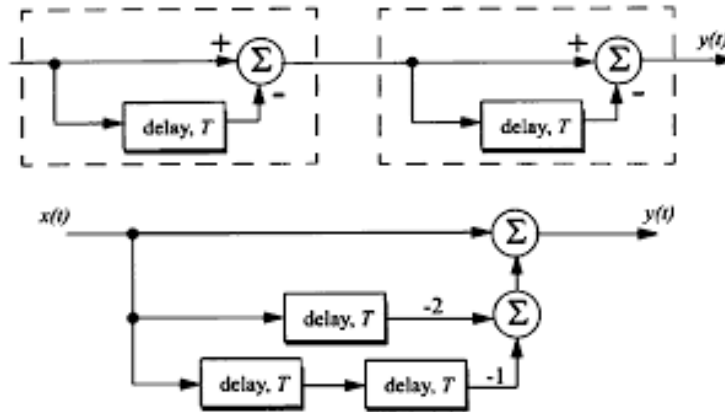 + Σ - + Σ - y(t)
delay, T delay, T
x(t) Σ y(t)
delay, T -2 Σ
delay, T delay, T -1